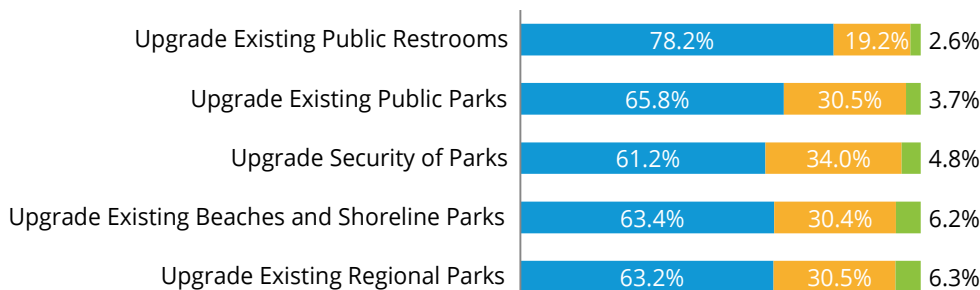 Upgrade Existing Public Restrooms 78.2% 19.2% 2.6%
Upgrade Existing Public Parks 65.8% 30.5% 3.7%
Upgrade Security of Parks 61.2% 34.0% 4.8%
Upgrade Existing Beaches and Shoreline Parks 63.4% 30.4% 6.2%
Upgrade Existing Regional Parks 63.2% 30.5% 6.3%